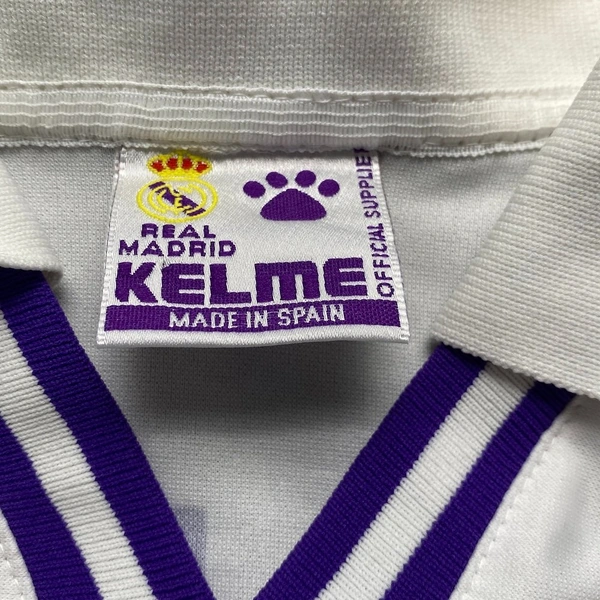 REAL
MADRID
KELME
MADE IN SPAIN
OFFICIAL SUPPLIER